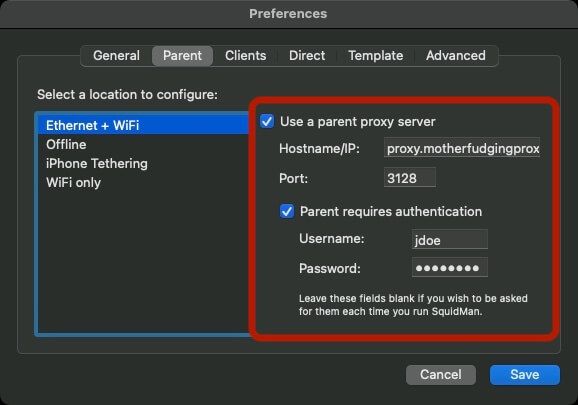 Preferences
General Parent Clients Direct Template Advanced
Select a location to configure:
Ethernet + WiFi
Offline
iPhone Tethering
WiFi only
Use a parent proxy server
Hostname/IP: proxy.motherfudgingprox
Port: 3128
Parent requires authentication
Username: jdoe
Password: ●●●●●●●●
Leave these fields blank if you wish to be asked
for them each time you run SquidMan.
Cancel Save